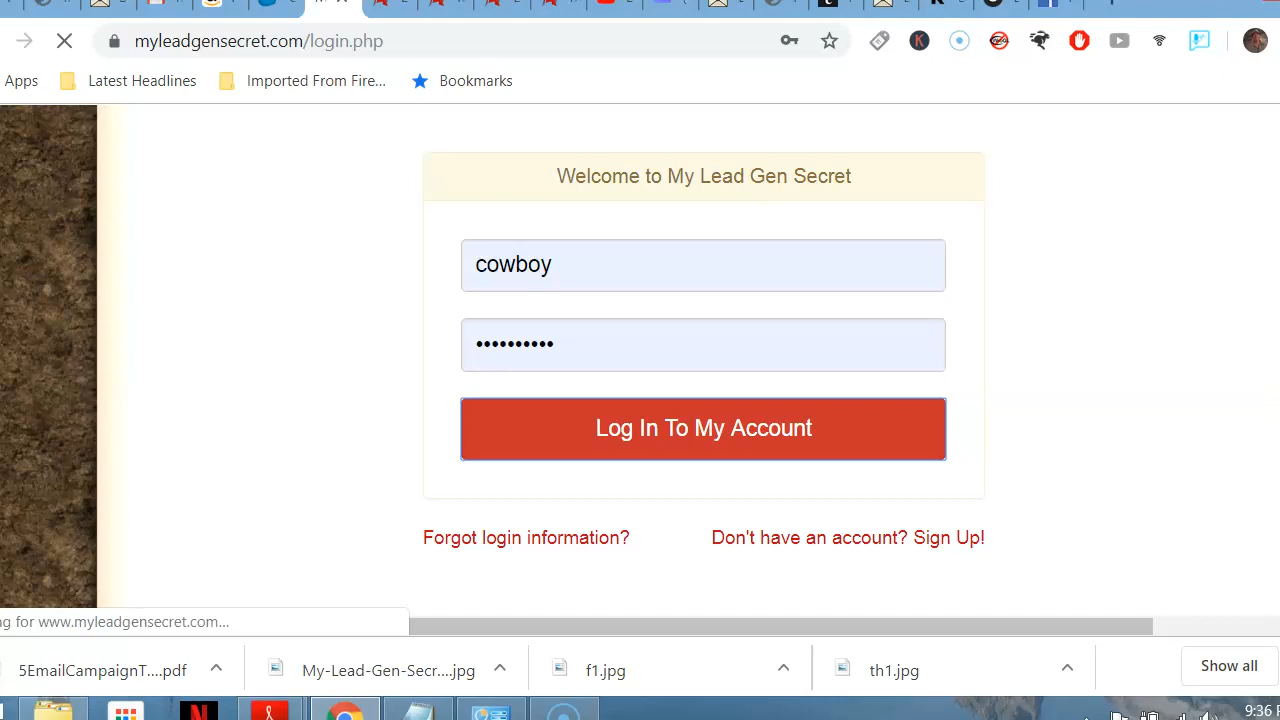 myleadgensecret.com/login.php
Apps
Latest Headlines
Imported From Fire...
Bookmarks
Welcome to My Lead Gen Secret
cowboy
••••••••••
Log In To My Account
Forgot login information?
Don't have an account? Sign Up!
g for www.myleadgensecret.com...
5EmailCampaignT....pdf
My-Lead-Gen-Secr....jpg
f1.jpg
th1.jpg
Show all
9:36